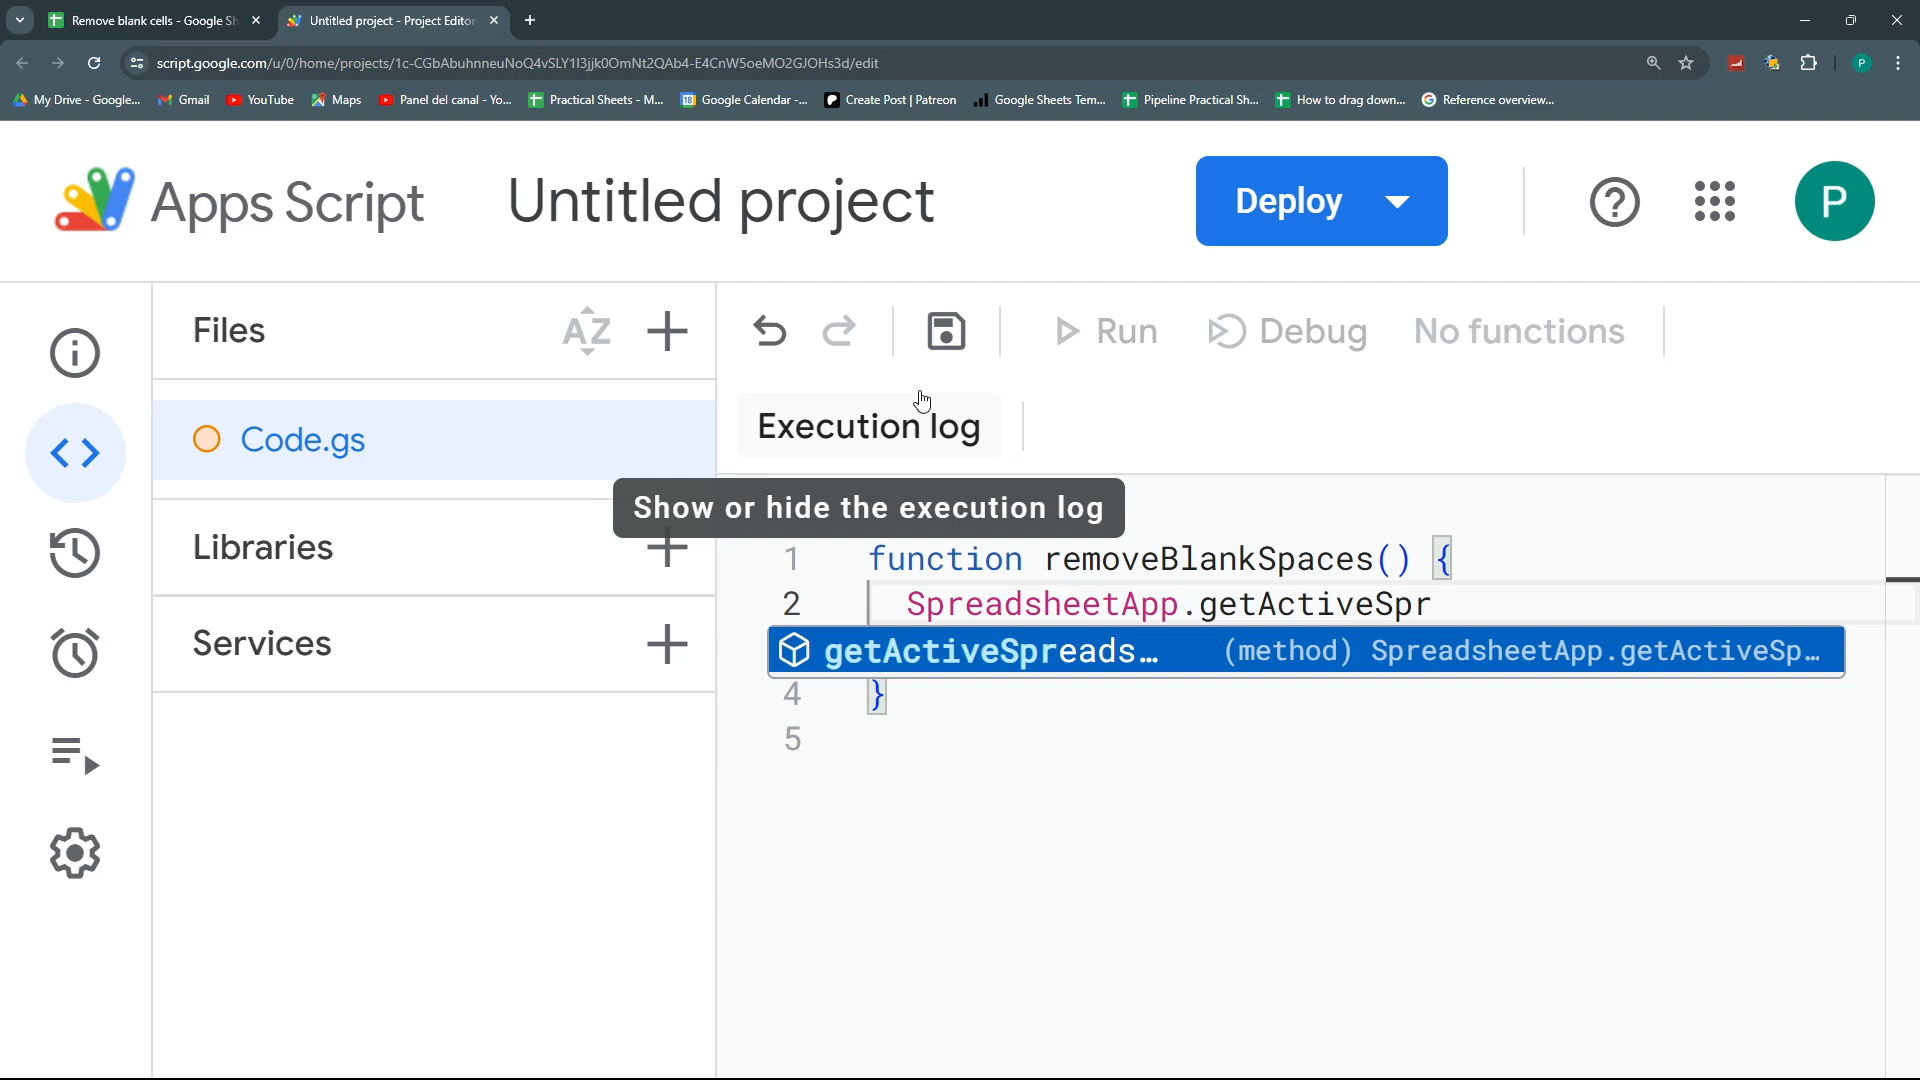 Remove blank cells - Google Sh
Untitled project - Project Editor
script.google.com/u/0/home/projects/1c-CGbAbuhnneuNoQ4vSLY1I3jjk0OmNt2QAb4-E4CnW5oeMO2GJOHs3d/edit
My Drive - Google...
Gmail
YouTube
Maps
Panel del canal - Yo...
Practical Sheets - M...
Google Calendar -...
Create Post | Patreon
Google Sheets Tem...
Pipeline Practical Sh...
How to drag down...
Reference overview...
P
Apps Script
Untitled project
Deploy
P
Files
AZ
Run
Debug
No functions
Execution log
Code.gs
Show or hide the execution log
Libraries
Services
1 function removeBlankSpaces() {
2 SpreadsheetApp.getActiveSpr
getActiveSpreads… (method) SpreadsheetApp.getActiveSp…
4 }
5